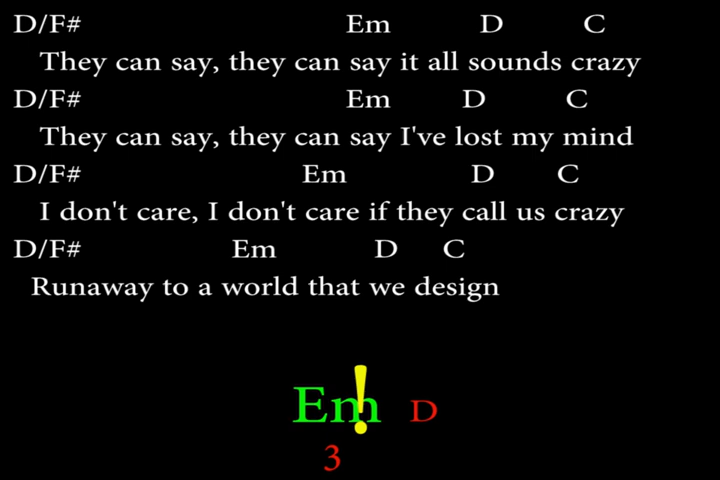 D/F# Em D C
They can say, they can say it all sounds crazy
D/F# Em D C
They can say, they can say I've lost my mind
D/F# Em D C
I don't care, I don't care if they call us crazy
D/F# Em D C
Runaway to a world that we design
Em ! D
3